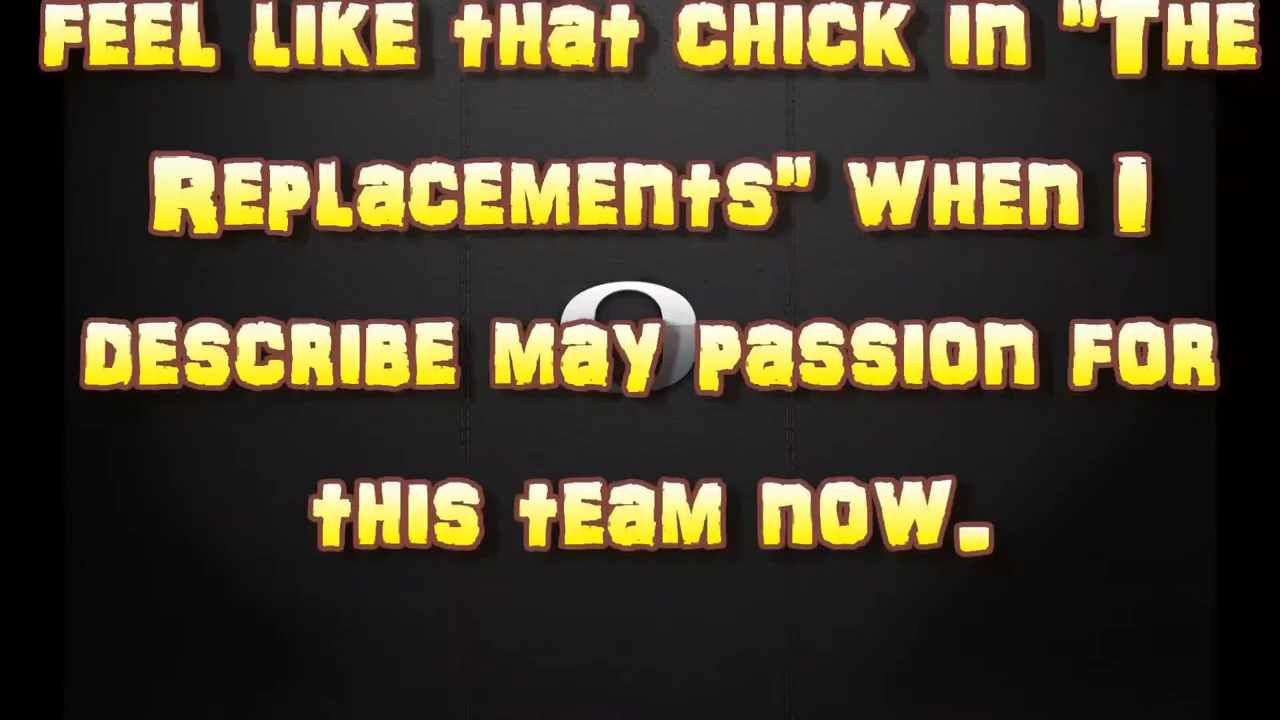 feel like that chick in "The
Replacements" when I
describe may passion for
this team now.